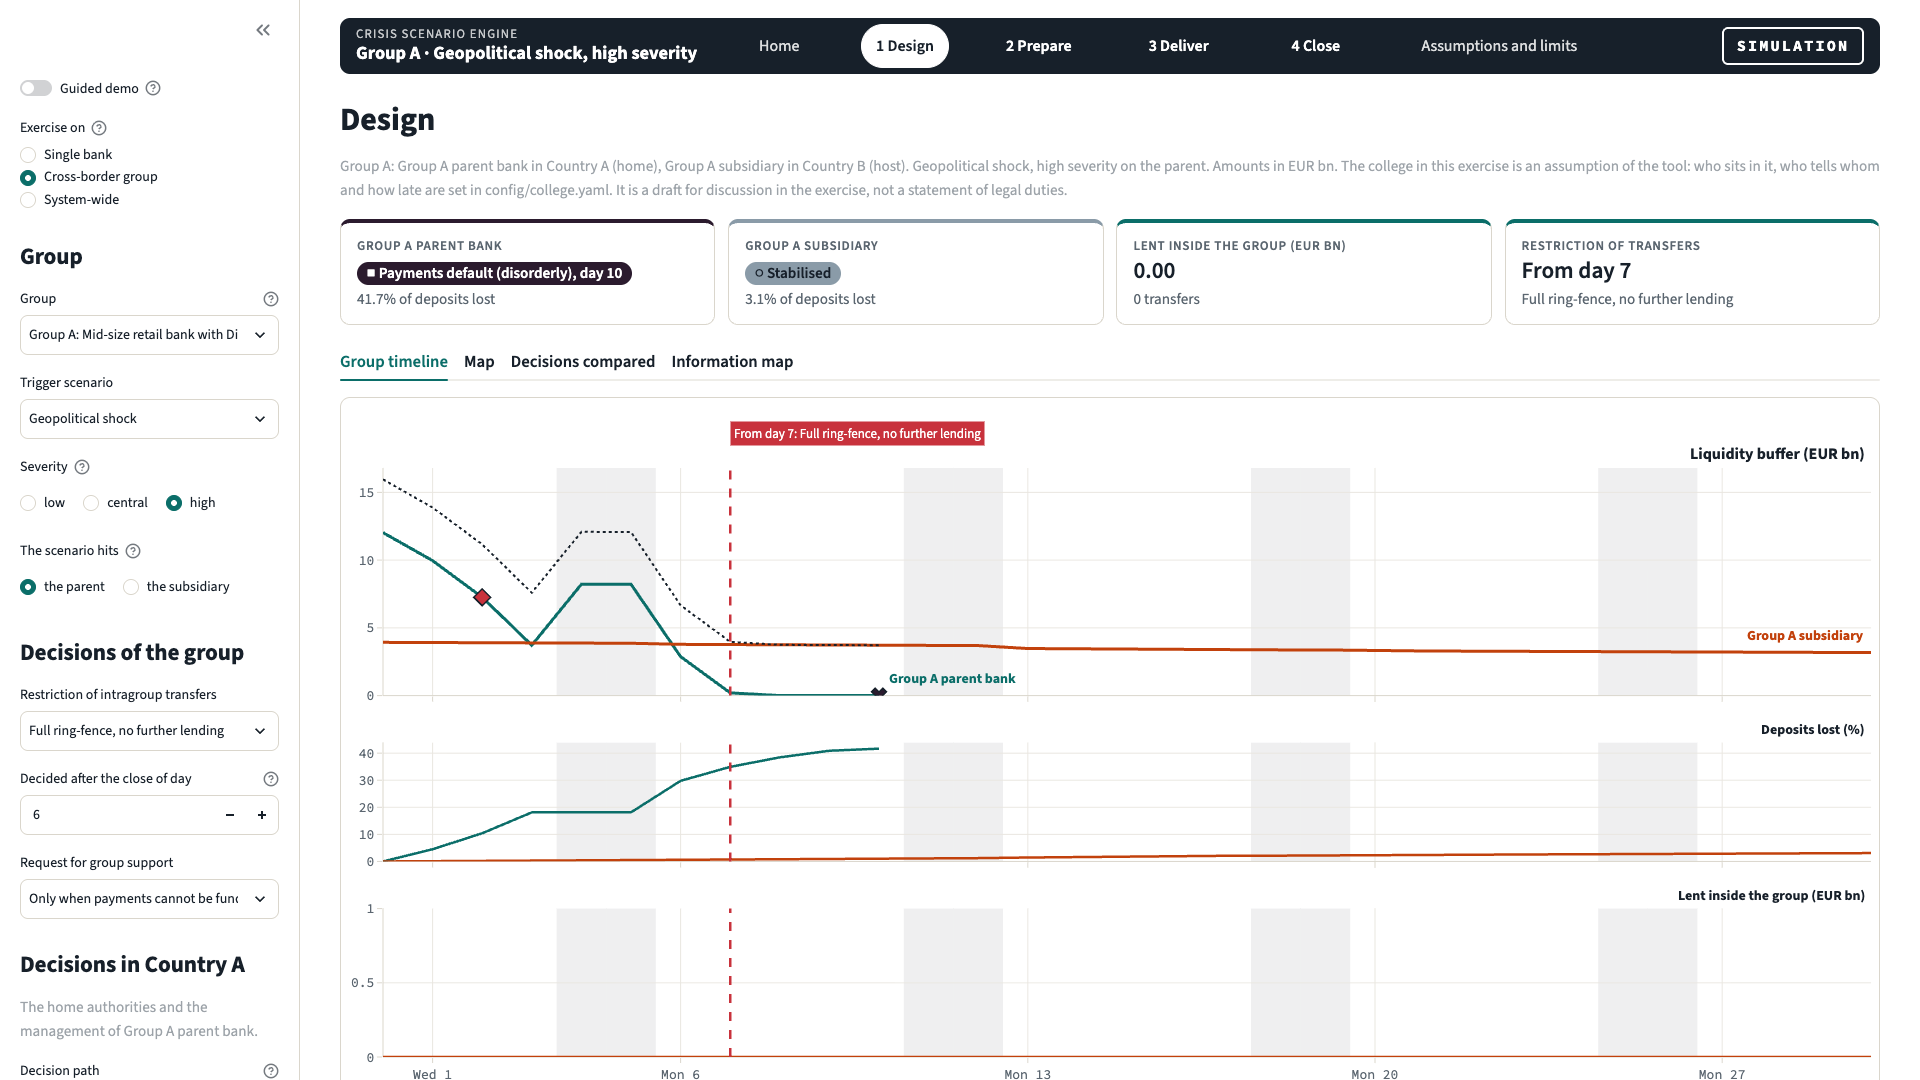 Guided demo
Exercise on
Single bank
Cross-border group
System-wide
Group
Group
Group A: Mid-size retail bank with Di
Trigger scenario
Geopolitical shock
Severity
low central high
The scenario hits
the parent the subsidiary
Decisions of the group
Restriction of intragroup transfers
Full ring-fence, no further lending
Decided after the close of day
6
Request for group support
Only when payments cannot be func
Decisions in Country A
The home authorities and the
management of Group A parent bank.
Decision path
CRISIS SCENARIO ENGINE
Group A · Geopolitical shock, high severity
Home 1 Design 2 Prepare 3 Deliver 4 Close Assumptions and limits SIMULATION
Design
Group A: Group A parent bank in Country A (home), Group A subsidiary in Country B (host). Geopolitical shock, high severity on the parent. Amounts in EUR bn. The college in this exercise is an assumption of the tool: who sits in it, who tells whom
and how late are set in config/college.yaml. It is a draft for discussion in the exercise, not a statement of legal duties.
GROUP A PARENT BANK
Payments default (disorderly), day 10
41.7% of deposits lost
GROUP A SUBSIDIARY
Stabilised
3.1% of deposits lost
LENT INSIDE THE GROUP (EUR BN)
0.00
0 transfers
RESTRICTION OF TRANSFERS
From day 7
Full ring-fence, no further lending
Group timeline Map Decisions compared Information map
From day 7: Full ring-fence, no further lending
Liquidity buffer (EUR bn)
15
10
5
0
Group A subsidiary
Group A parent bank
Deposits lost (%)
40
30
20
10
0
Lent inside the group (EUR bn)
1
0.5
0
Wed 1 Mon 6 Mon 13 Mon 20 Mon 27